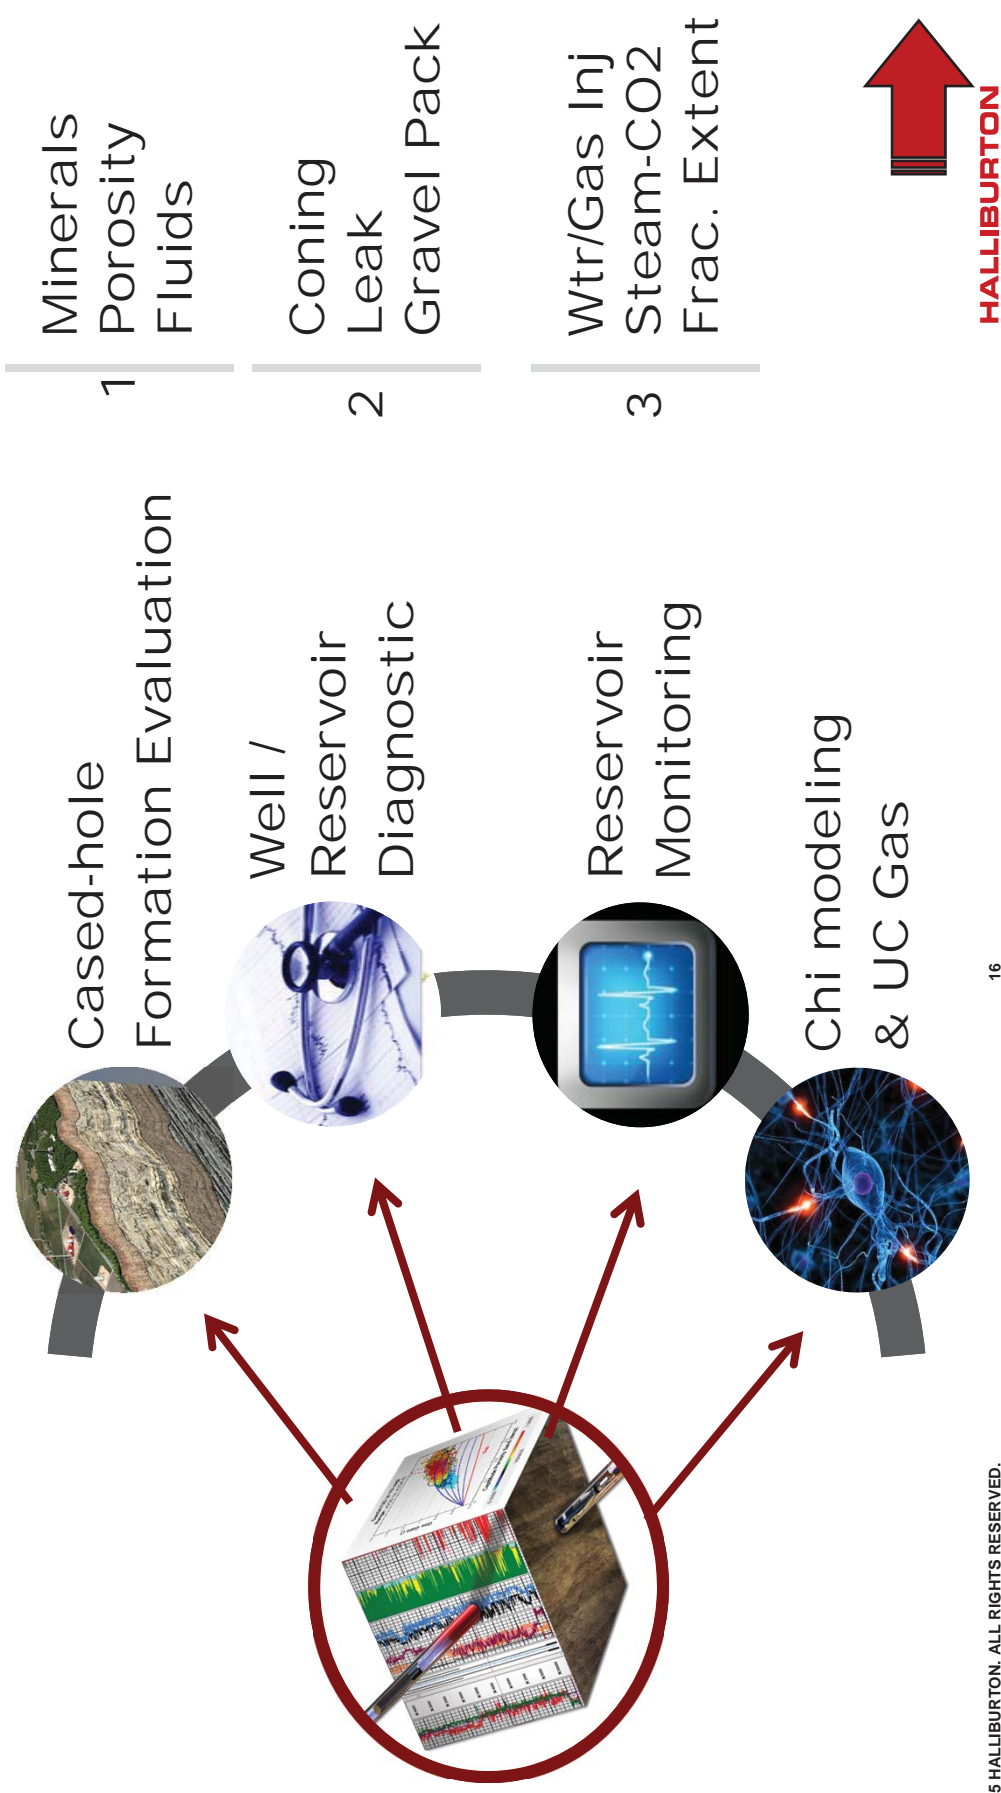 Cased-hole
Formation Evaluation
1
Minerals
Porosity
Fluids
Well /
Reservoir
Diagnostic
2
Coning
Leak
Gravel Pack
Reservoir
Monitoring
3
Wtr/Gas Inj
Steam-CO2
Frac. Extent
Chi modeling
& UC Gas
5 HALLIBURTON. ALL RIGHTS RESERVED.
16
HALLIBURTON